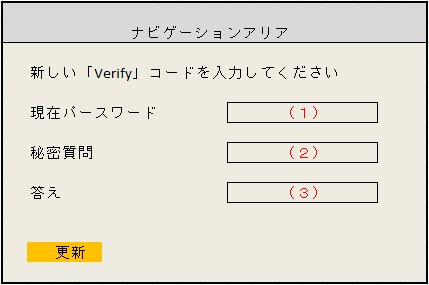 ナビゲーションアリア
新しい「Verify」コードを入力してください
現在パースワード (1)
秘密質問 (2)
答え (3)
更新